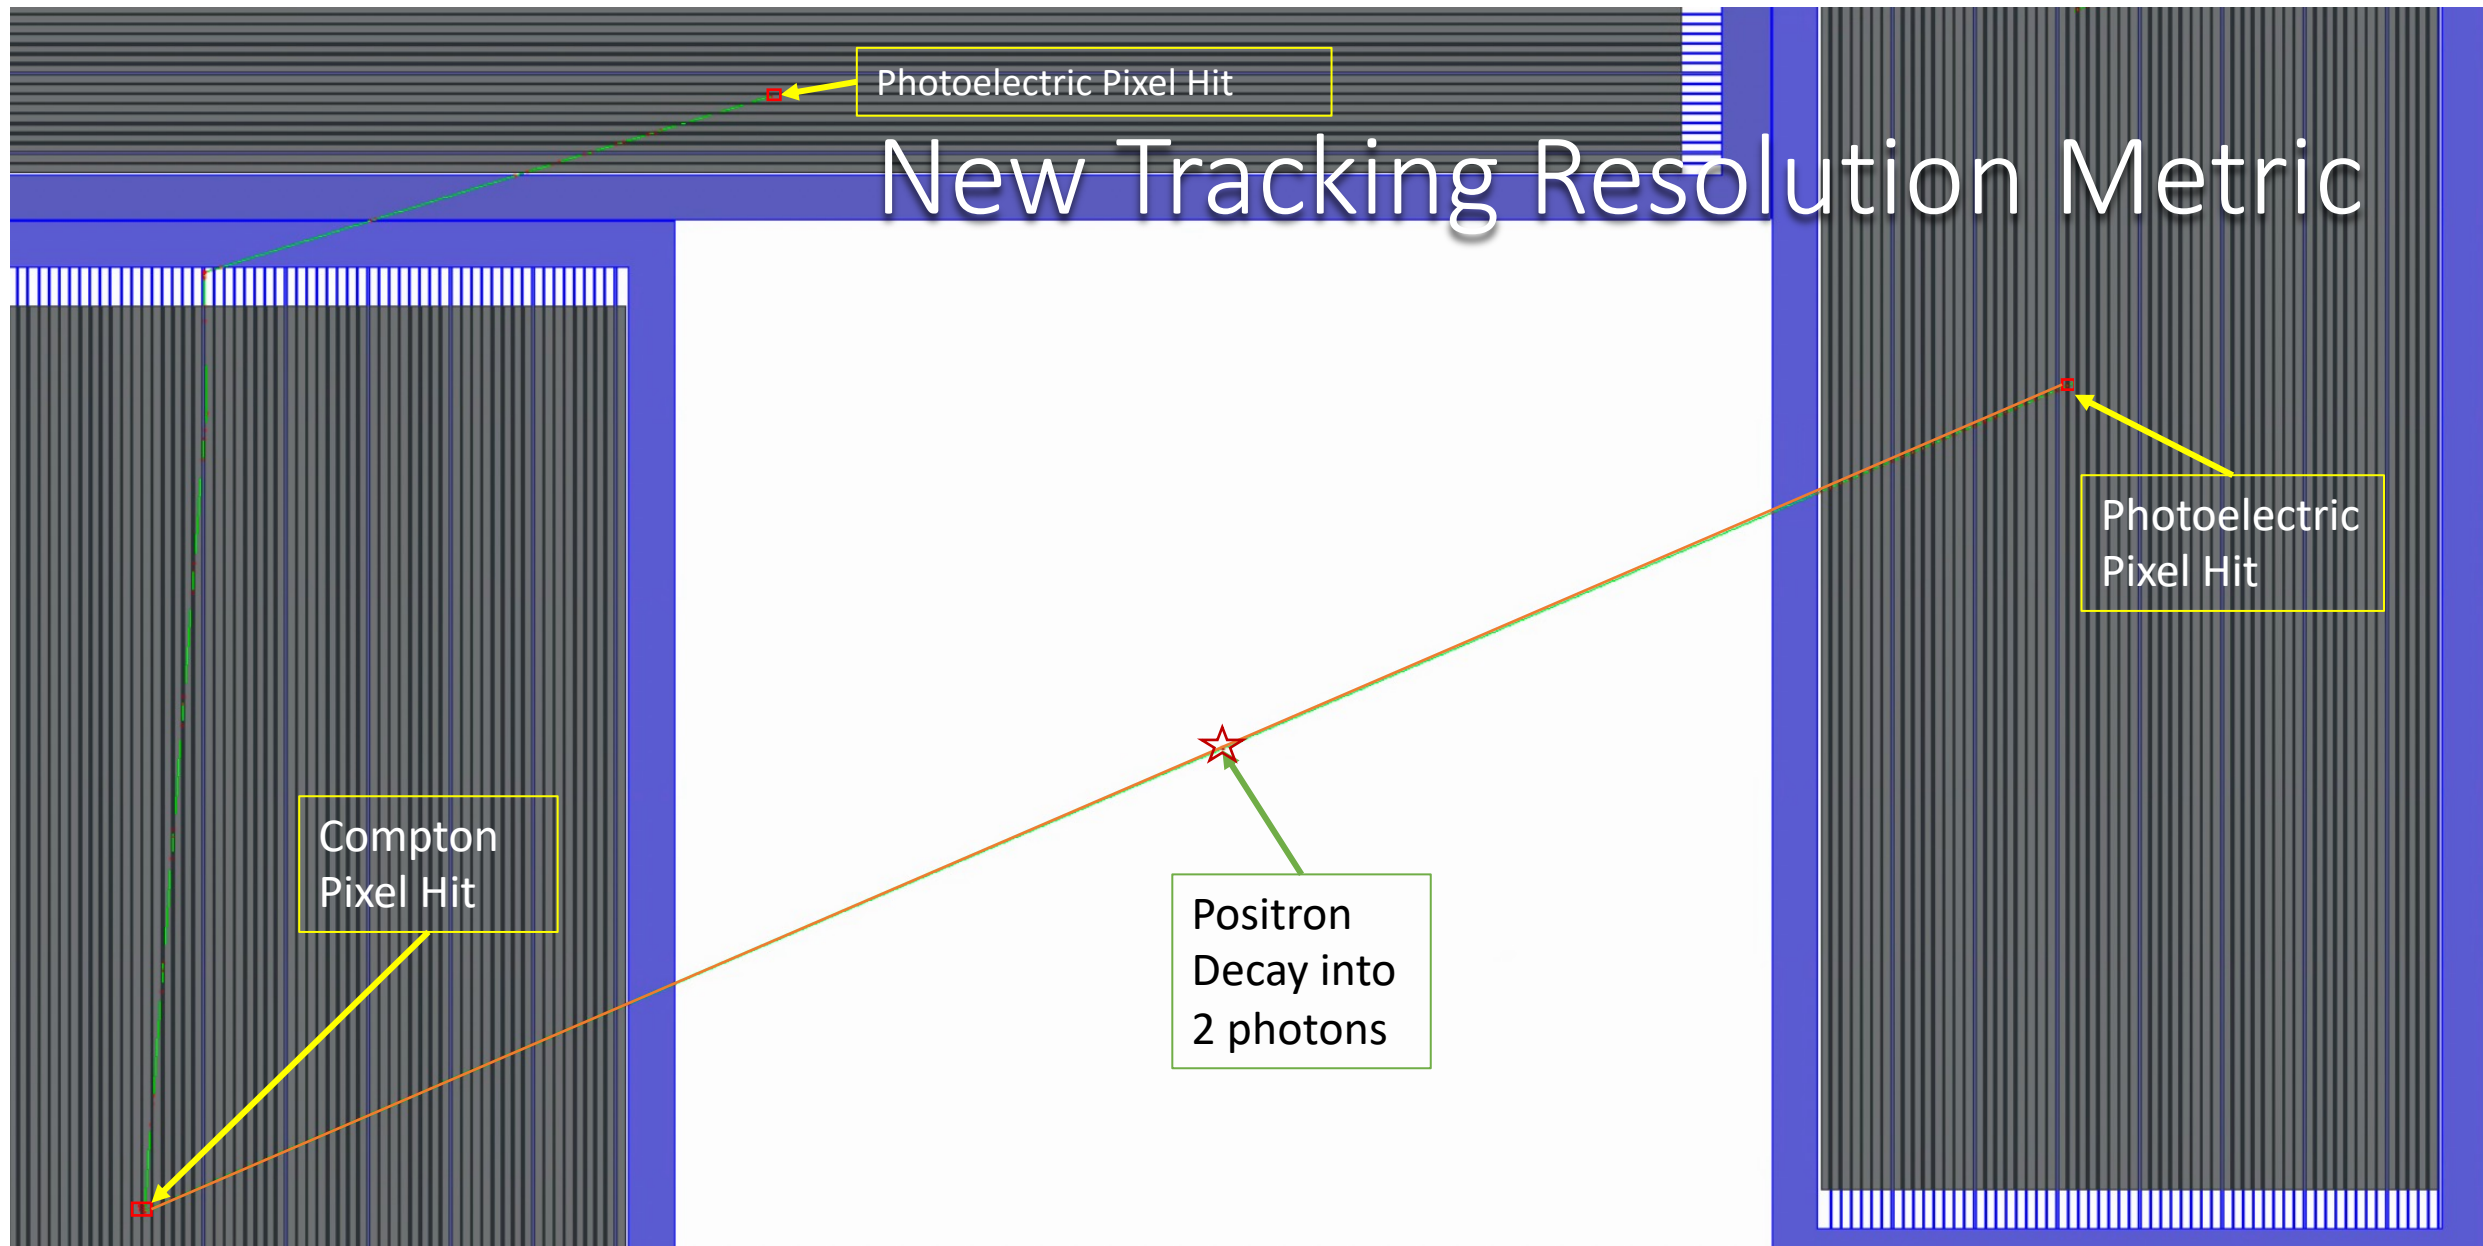 Photoelectric Pixel Hit
New Tracking Resolution Metric
Photoelectric
Pixel Hit
Compton
Pixel Hit
Positron
Decay into
2 photons